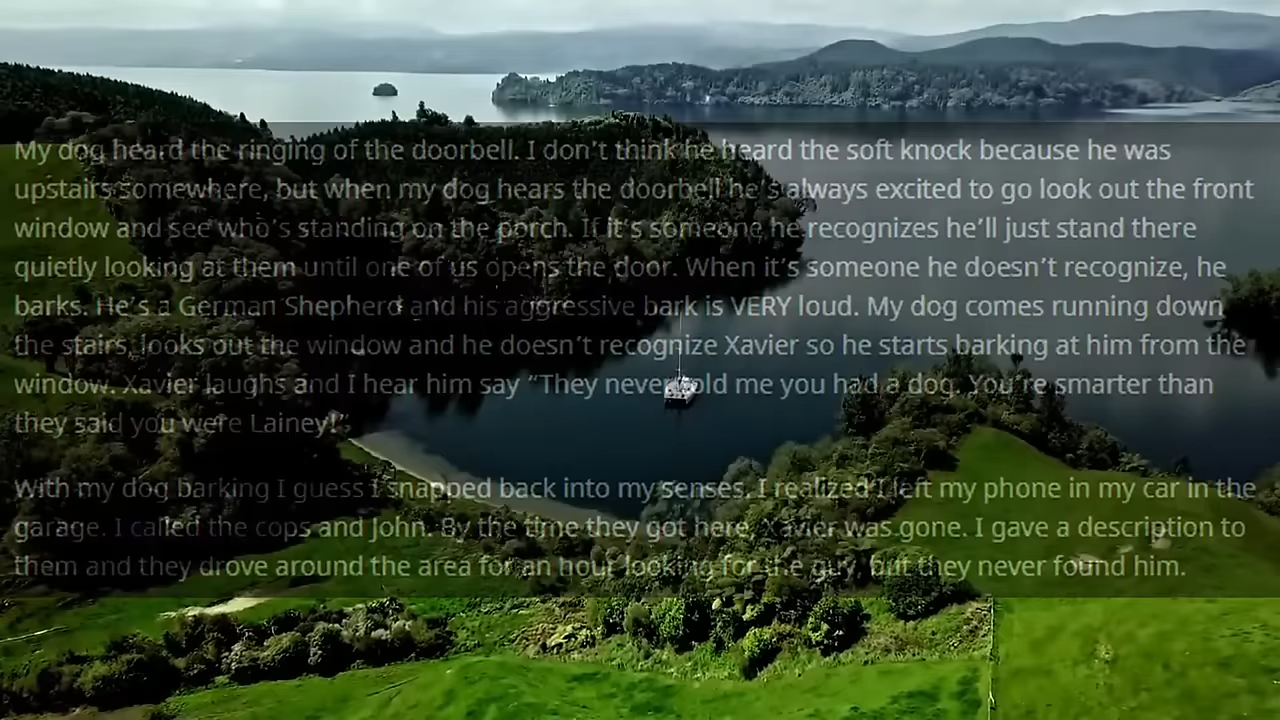 My dog heard the ringing of the doorbell. I don’t think he heard the soft knock because he was
upstairs somewhere, but when my dog hears the doorbell he’s always excited to go look out the front
window and see who’s standing on the porch. If it’s someone he recognizes he’ll just stand there
quietly looking at them until one of us opens the door. When it’s someone he doesn’t recognize, he
barks. He’s a German Shepherd and his aggressive bark is VERY loud. My dog comes running down
the stairs, looks out the window and he doesn’t recognize Xavier so he starts barking at him from the
window. Xavier laughs and I hear him say “They never told me you had a dog. You’re smarter than
they said you were Lainey!”
With my dog barking I guess I snapped back into my senses. I realized I left my phone in my car in the
garage. I called the cops and John. By the time they got here, Xavier was gone. I gave a description to
them and they drove around the area for an hour looking for the guy, but they never found him.